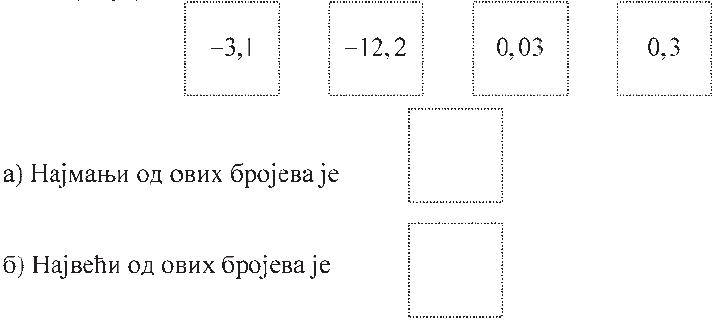 −3,1 −12,2 0,03 0,3
а) Најмањи од ових бројева је
б) Највећи од ових бројева је